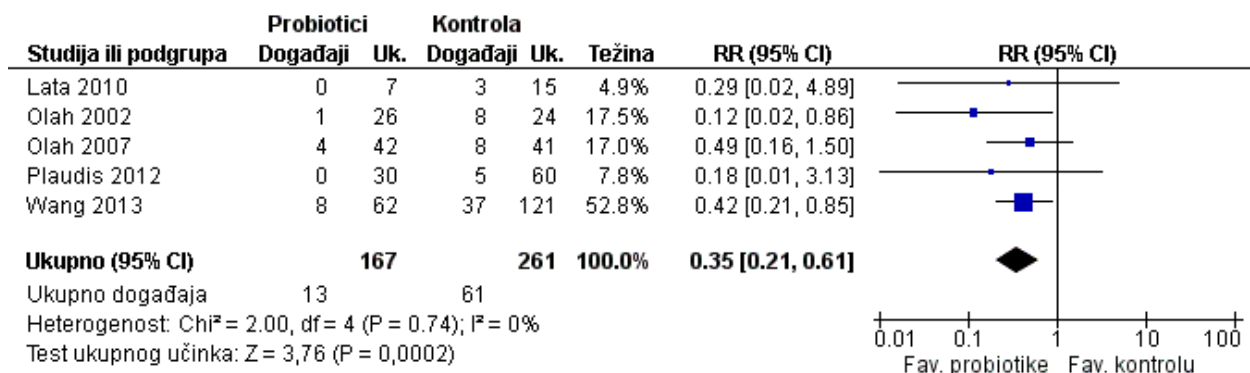 Probiotici Kontrola
Studija ili podgrupa Događaji Uk. Događaji Uk. Težina RR (95% CI) RR (95% CI)
Lata 2010 0 7 3 15 4.9% 0.29 [0.02, 4.89]
Olah 2002 1 26 8 24 17.5% 0.12 [0.02, 0.86]
Olah 2007 4 42 8 41 17.0% 0.49 [0.16, 1.50]
Plaudis 2012 0 30 5 60 7.8% 0.18 [0.01, 3.13]
Wang 2013 8 62 37 121 52.8% 0.42 [0.21, 0.85]
Ukupno (95% CI) 167 261 100.0% 0.35 [0.21, 0.61]
Ukupno događaja 13 61
Heterogenost: Chi² = 2.00, df = 4 (P = 0.74); I² = 0%
Test ukupnog učinka: Z = 3,76 (P = 0,0002)
0.01 0.1 1 10 100
Fav. probiotike Fav. kontrolu